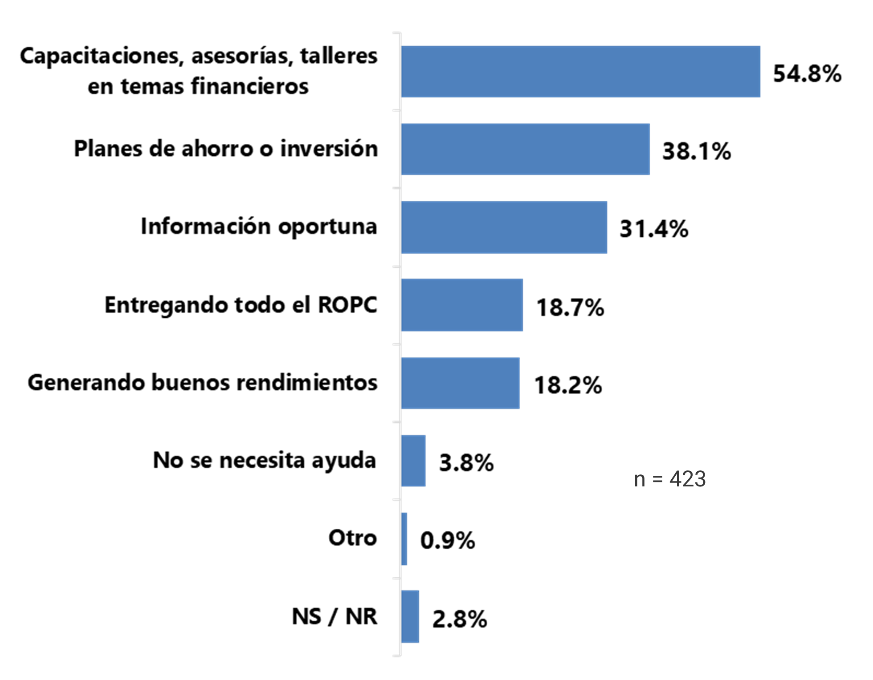 Capacitaciones, asesorías, talleres
en temas financieros
54.8%
Planes de ahorro o inversión
38.1%
Información oportuna
31.4%
Entregando todo el ROPC
18.7%
Generando buenos rendimientos
18.2%
No se necesita ayuda
3.8%
n = 423
Otro
0.9%
NS / NR
2.8%